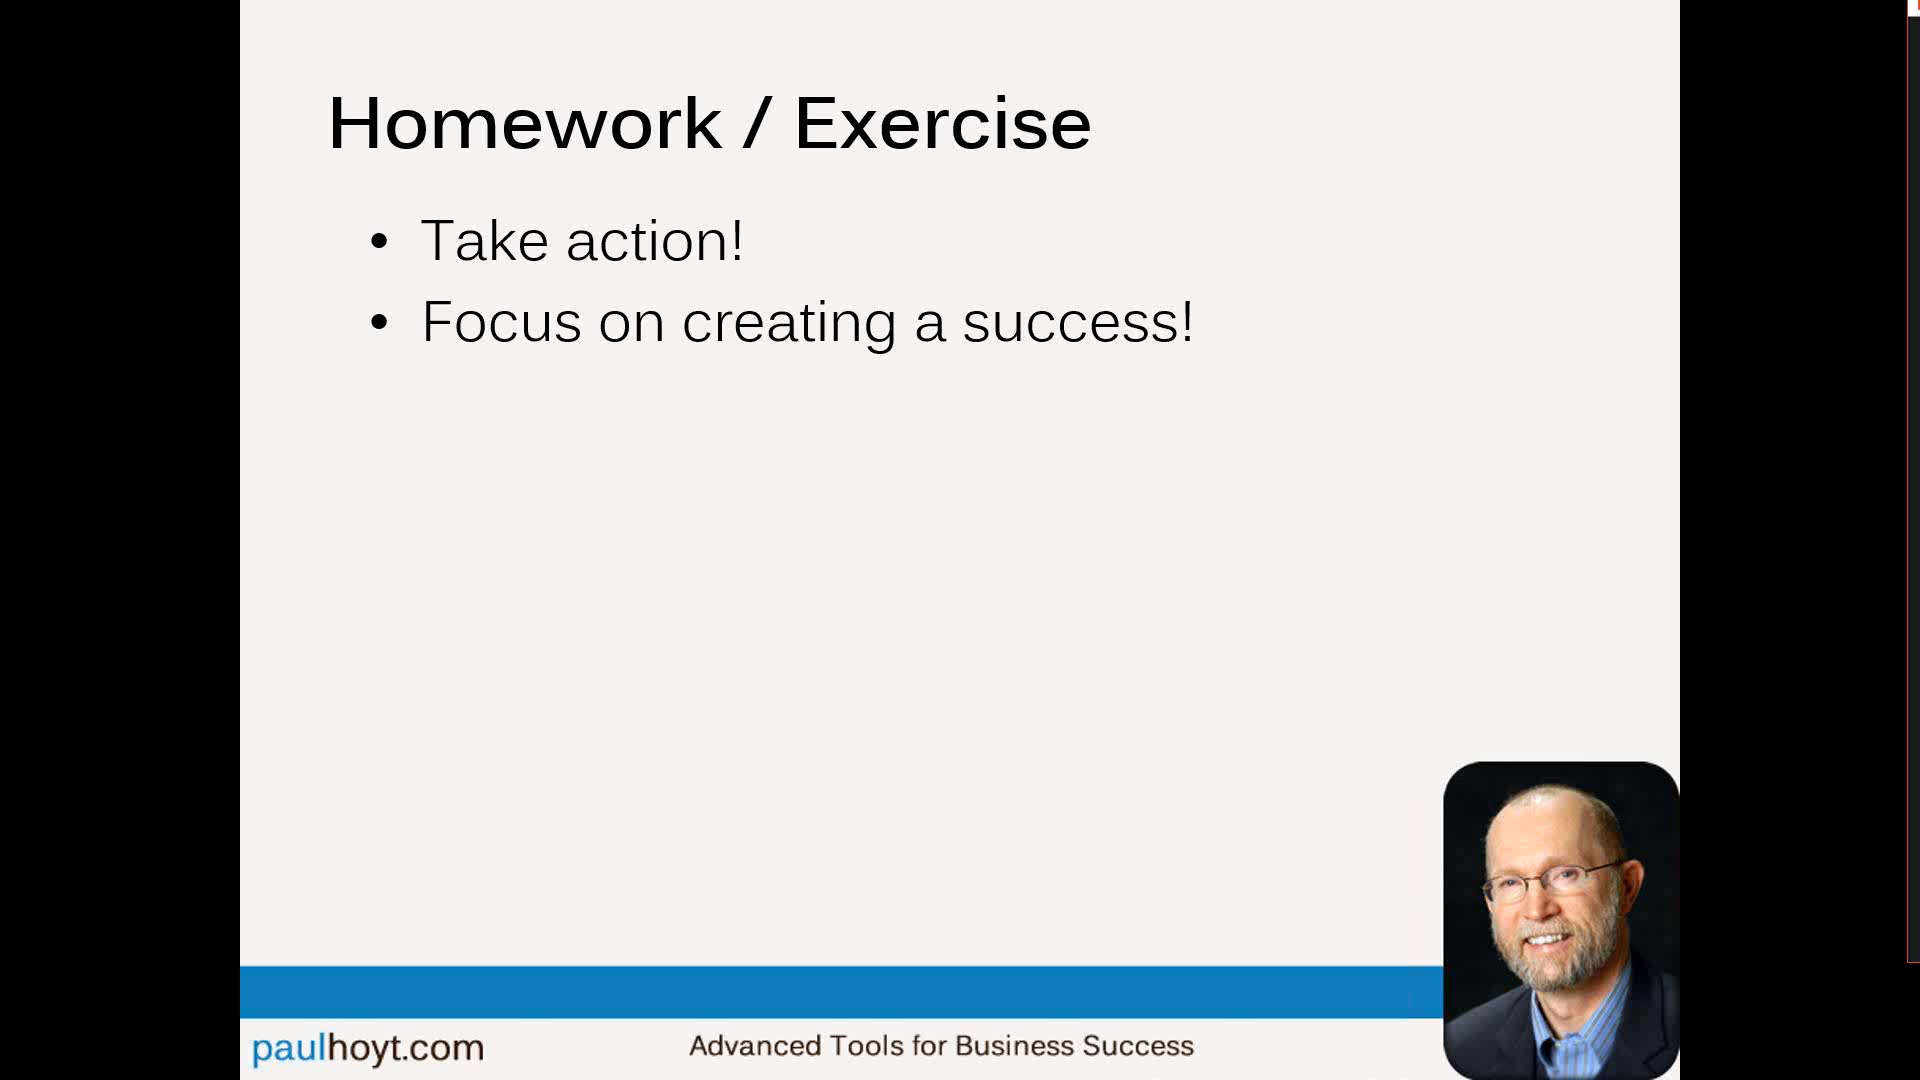 Homework / Exercise
• Take action!
• Focus on creating a success!
paulhoyt.com
Advanced Tools for Business Success